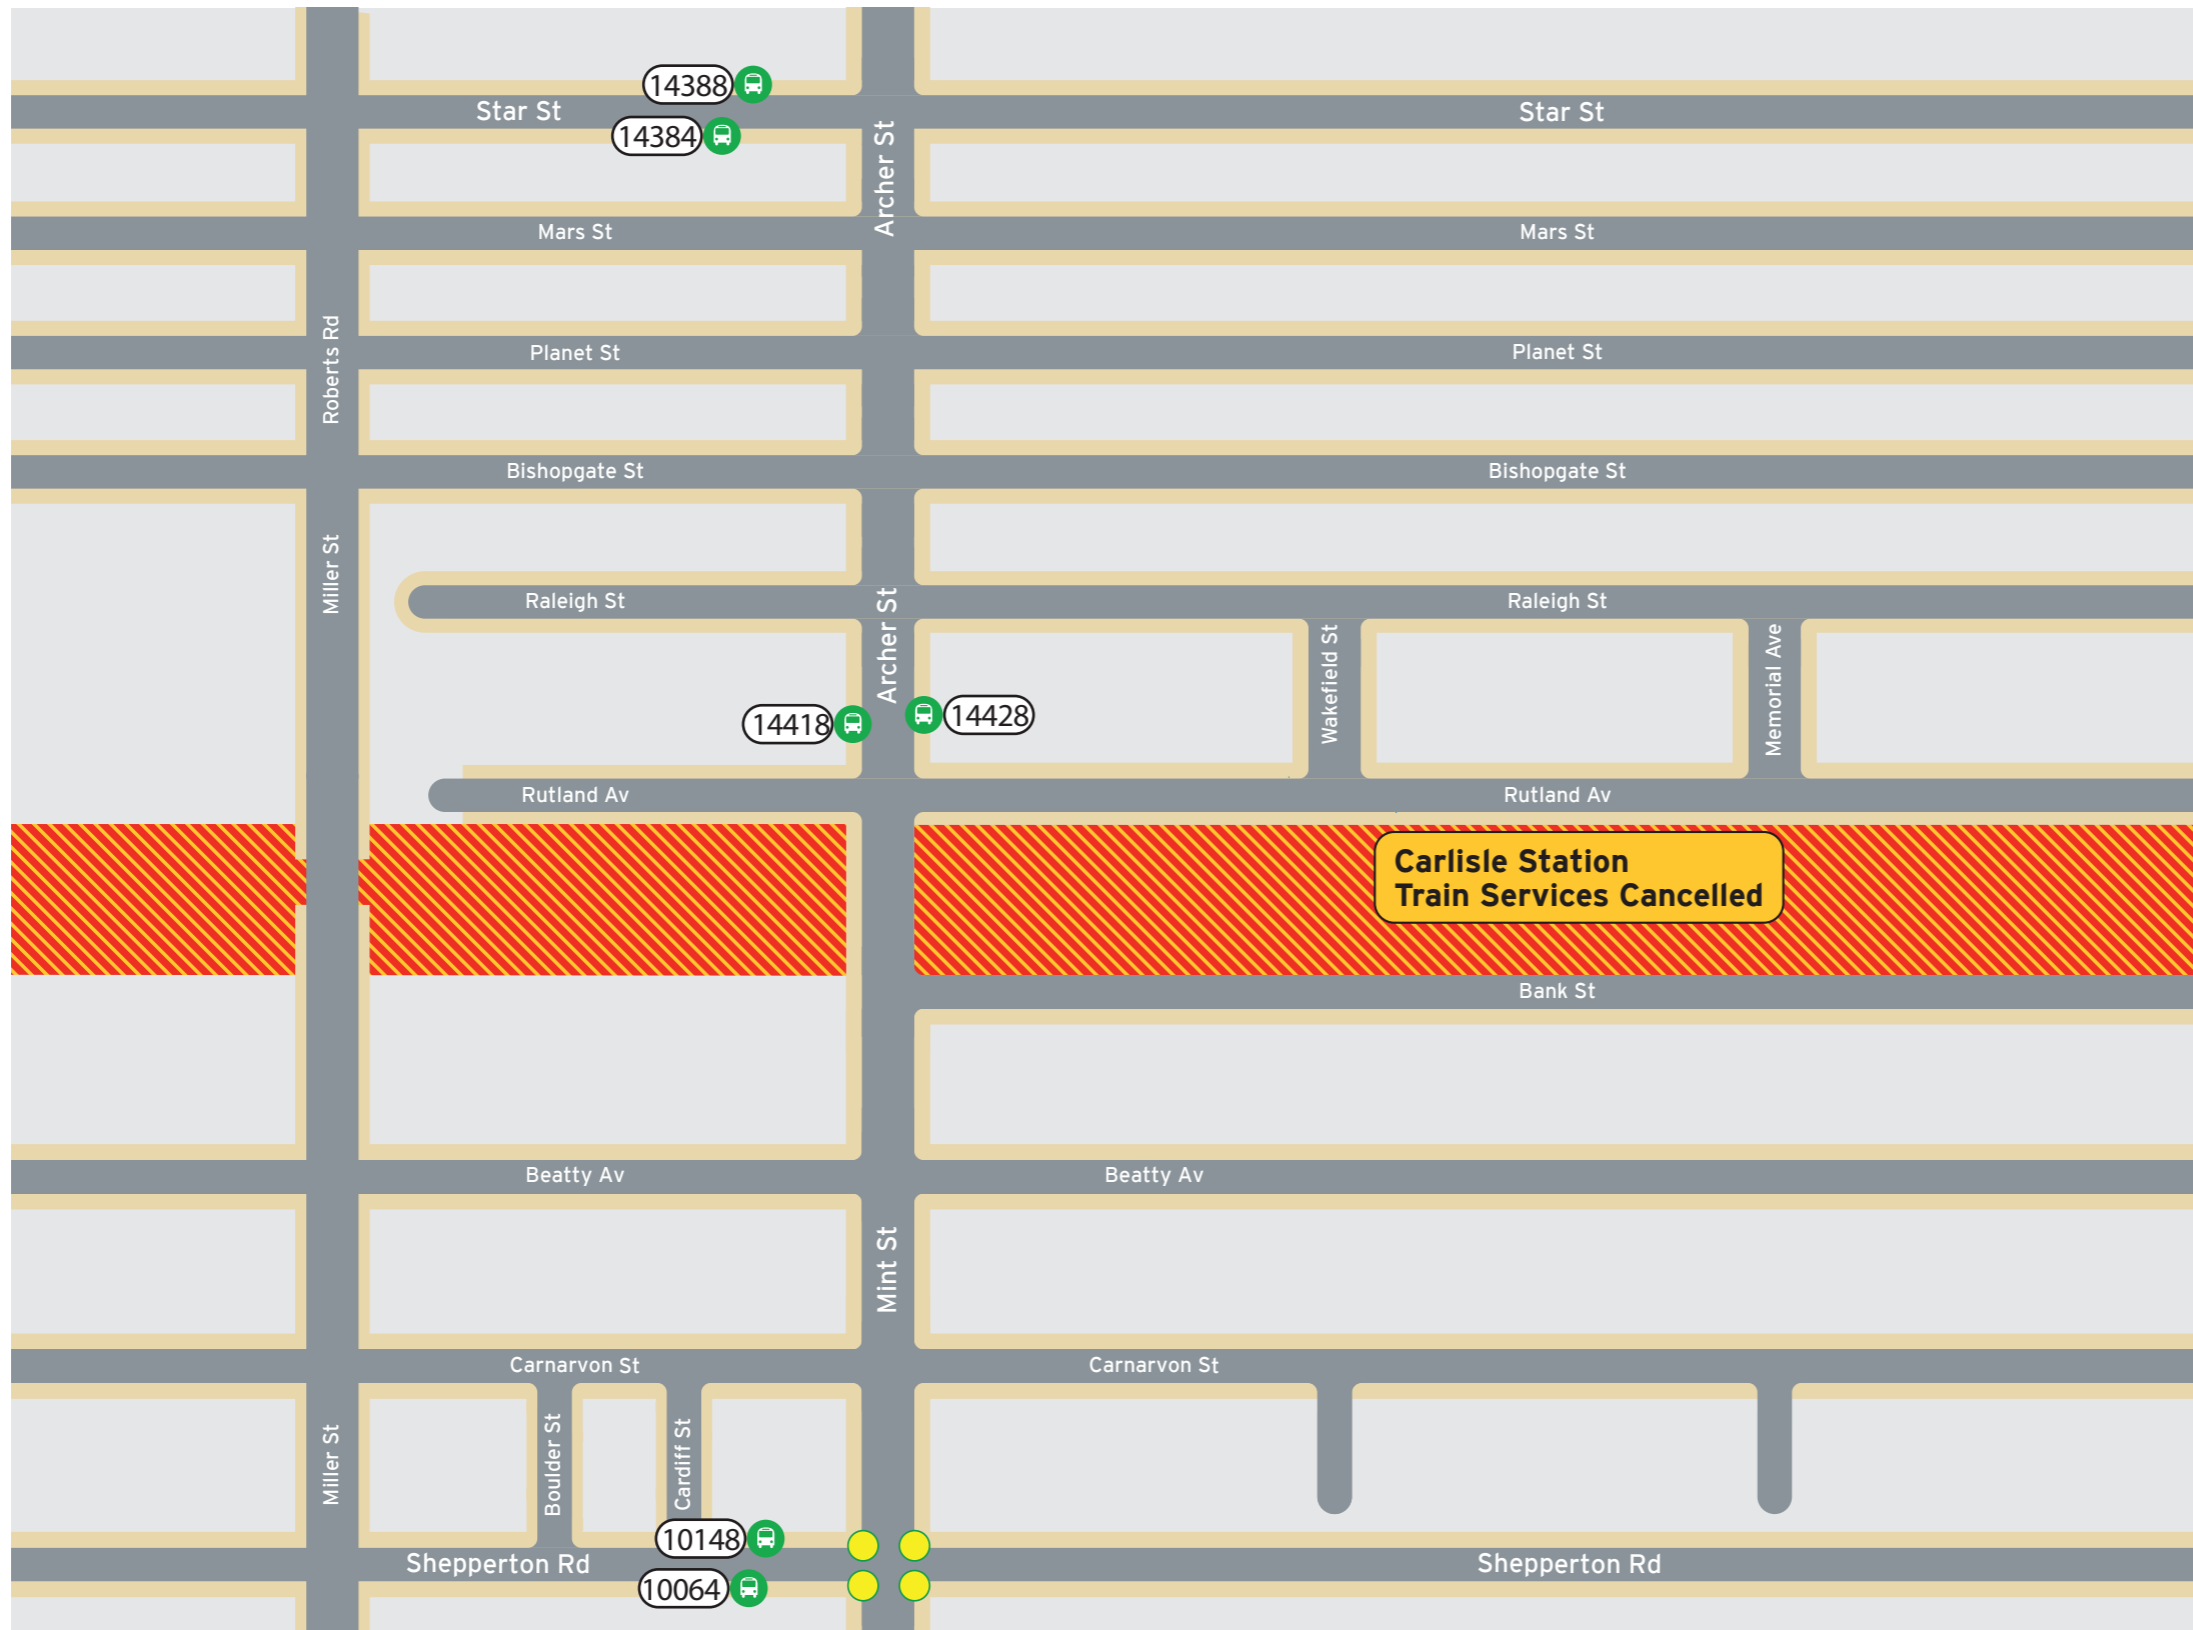 14388
Star St
Star St
14384
Archer St
Mars St
Mars St
Roberts Rd
Planet St
Planet St
Bishopgate St
Bishopgate St
Miller St
Raleigh St
Archer St
Raleigh St
Wakefield St
Memorial Ave
14418
14428
Rutland Av
Rutland Av
Carlisle Station
Train Services Cancelled
Bank St
Beatty Av
Beatty Av
Mint St
Carnarvon St
Carnarvon St
Miller St
Boulder St
Cardiff St
10148
Shepperton Rd
Shepperton Rd
10064